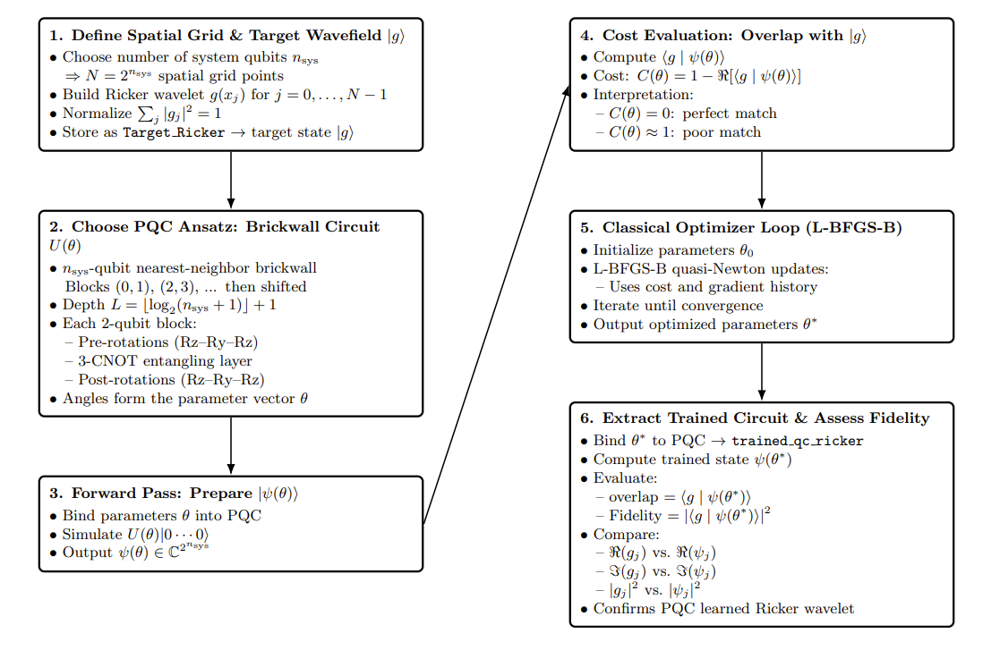 1. Define Spatial Grid & Target Wavefield |g⟩
• Choose number of system qubits n_sys
⇒ N = 2^{n_sys} spatial grid points
• Build Ricker wavelet g(x_j) for j = 0, . . . , N − 1
• Normalize ∑_j |g_j|² = 1
• Store as Target_Ricker → target state |g⟩
2. Choose PQC Ansatz: Brickwall Circuit
U(θ)
• n_sys-qubit nearest-neighbor brickwall
Blocks (0, 1), (2, 3), ... then shifted
• Depth L = ⌊log₂(n_sys + 1)⌋ + 1
• Each 2-qubit block:
– Pre-rotations (Rz–Ry–Rz)
– 3-CNOT entangling layer
– Post-rotations (Rz–Ry–Rz)
• Angles form the parameter vector θ
3. Forward Pass: Prepare |ψ(θ)⟩
• Bind parameters θ into PQC
• Simulate U(θ)|0 ··· 0⟩
• Output ψ(θ) ∈ ℂ^{2^{n_sys}}
4. Cost Evaluation: Overlap with |g⟩
• Compute ⟨g | ψ(θ)⟩
• Cost: C(θ) = 1 − ℜ[⟨g | ψ(θ)⟩]
• Interpretation:
– C(θ) = 0: perfect match
– C(θ) ≈ 1: poor match
5. Classical Optimizer Loop (L-BFGS-B)
• Initialize parameters θ₀
• L-BFGS-B quasi-Newton updates:
– Uses cost and gradient history
• Iterate until convergence
• Output optimized parameters θ*
6. Extract Trained Circuit & Assess Fidelity
• Bind θ* to PQC → trained_qc_ricker
• Compute trained state ψ(θ*)
• Evaluate:
– overlap = ⟨g | ψ(θ*)⟩
– Fidelity = |⟨g | ψ(θ*)⟩|²
• Compare:
– ℜ(g_j) vs. ℜ(ψ_j)
– ℑ(g_j) vs. ℑ(ψ_j)
– |g_j|² vs. |ψ_j|²
• Confirms PQC learned Ricker wavelet